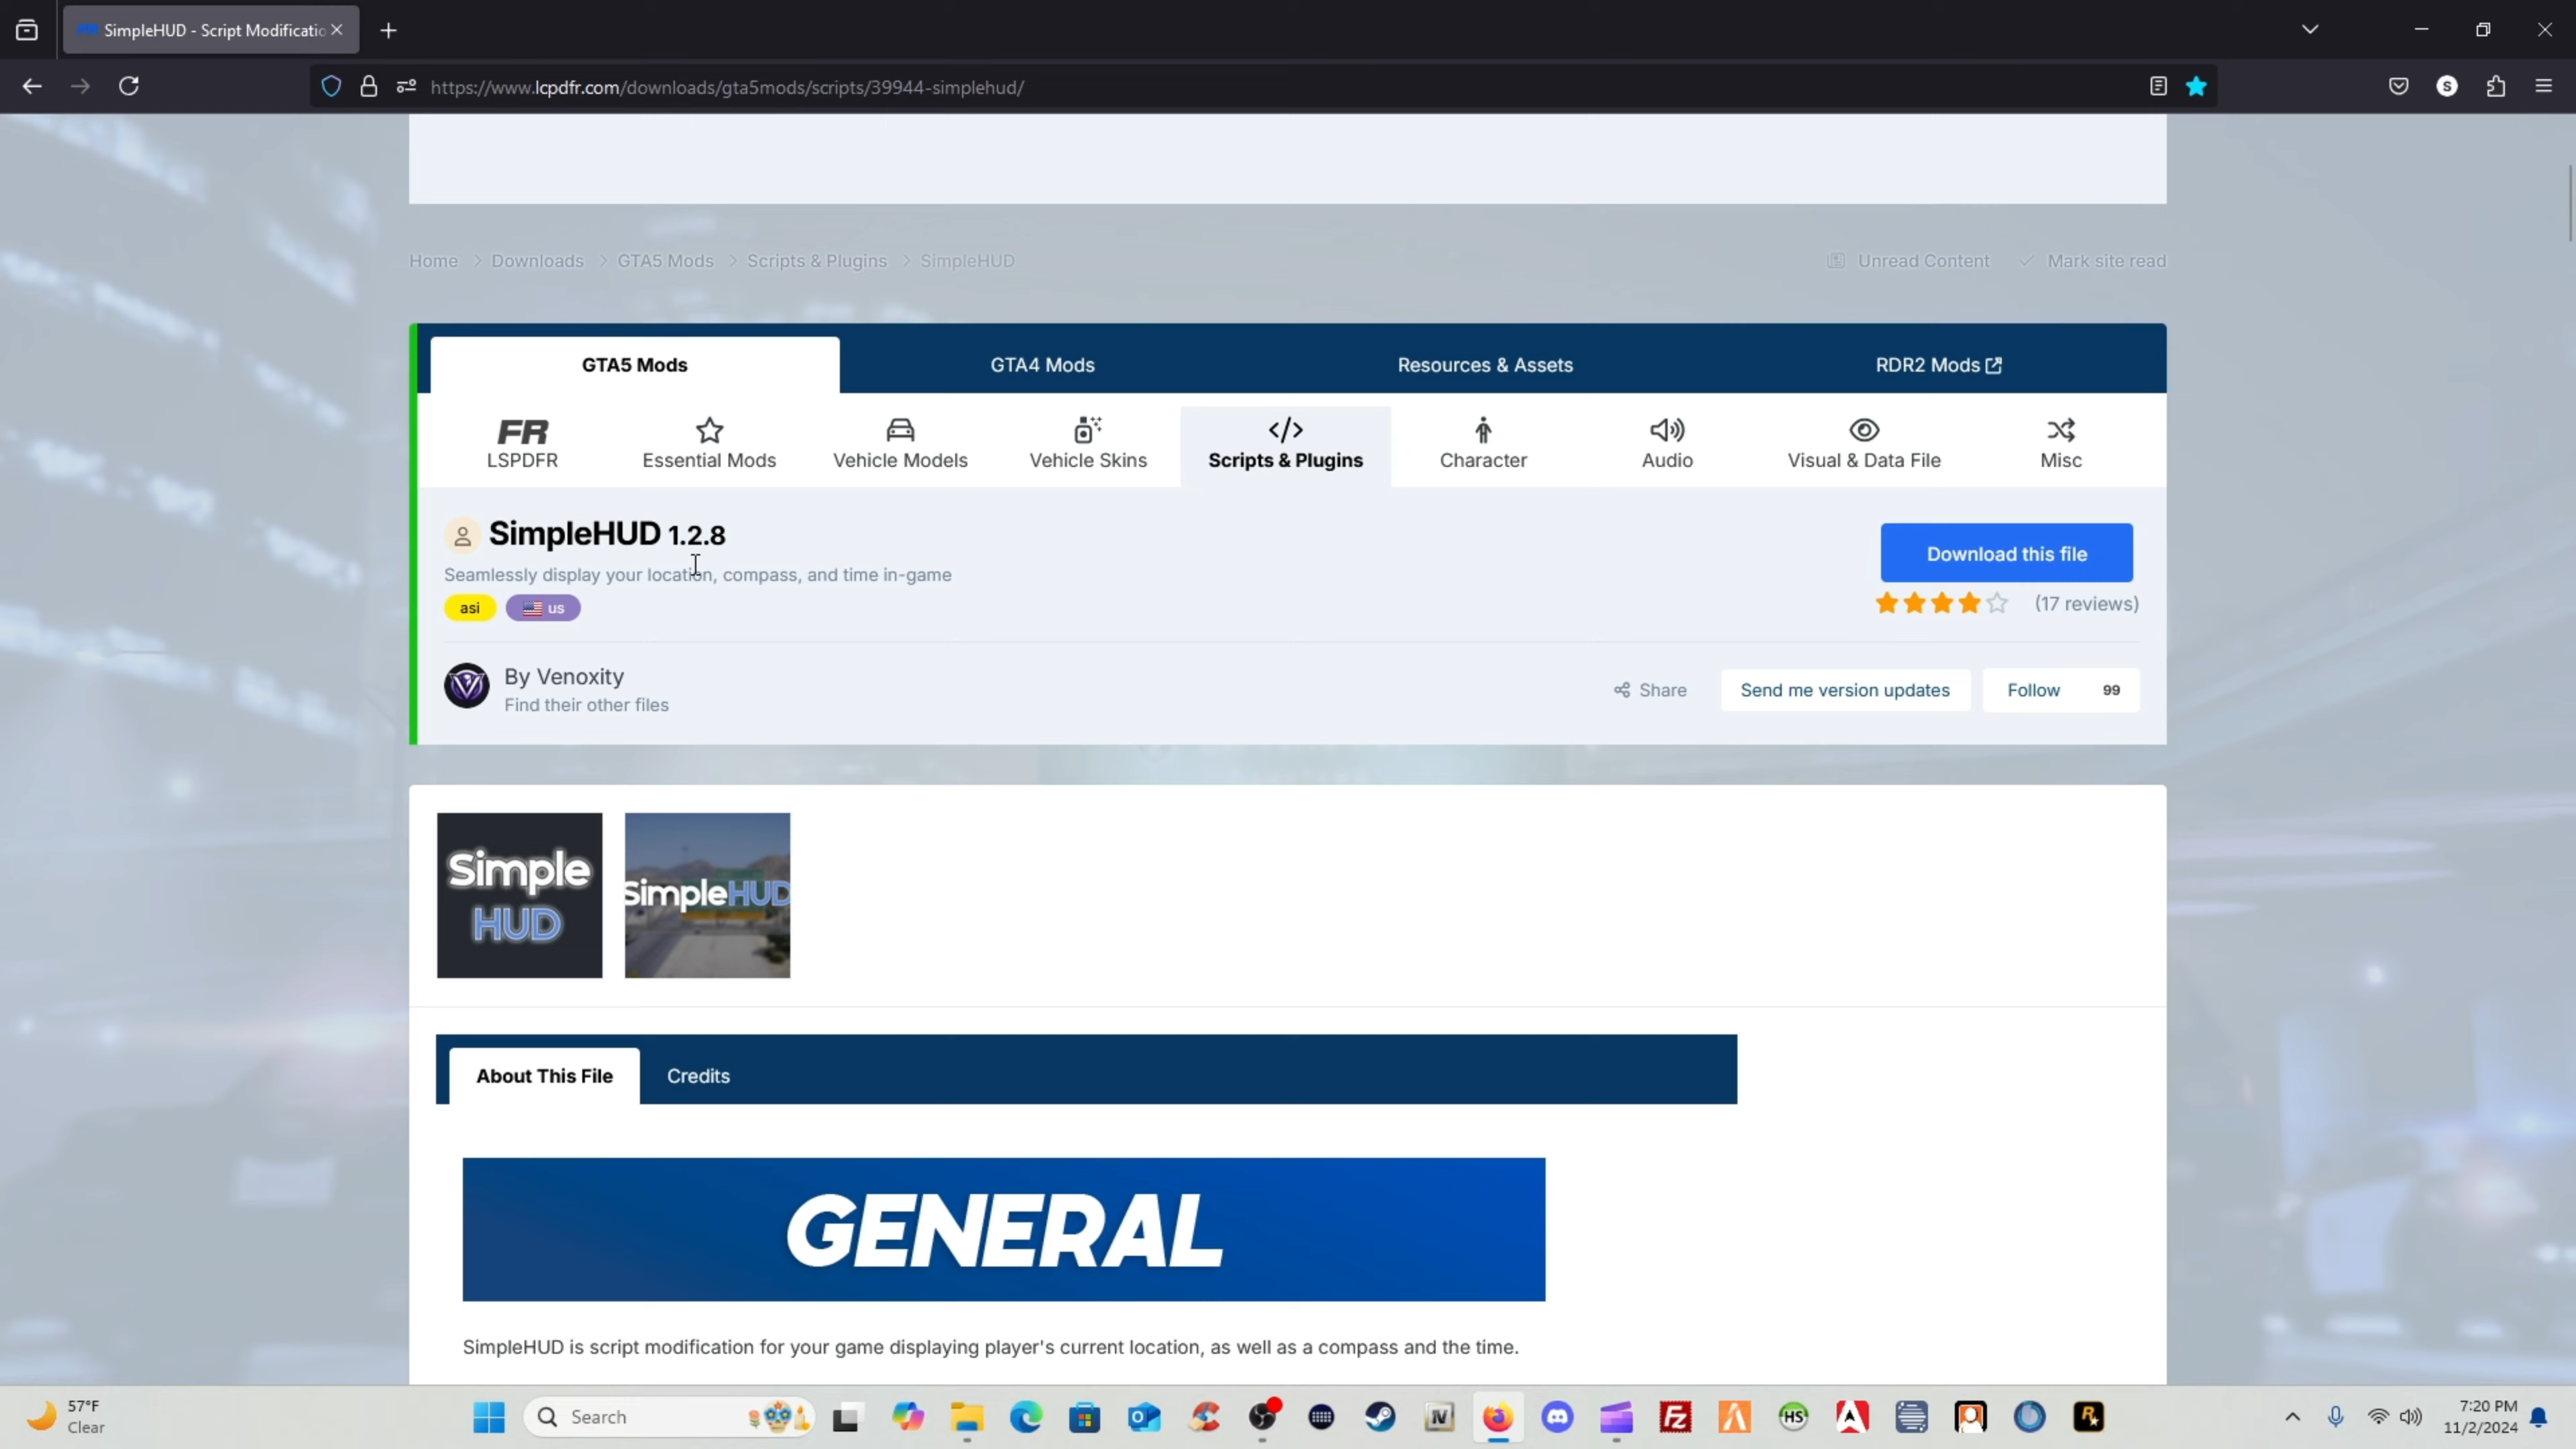 SimpleHUD - Script Modificatio
https://www.lcpdfr.com/downloads/gta5mods/scripts/39944-simplehud/
S
Home > Downloads > GTA5 Mods > Scripts & Plugins > SimpleHUD
Unread Content Mark site read
GTA5 Mods GTA4 Mods Resources & Assets RDR2 Mods
FR
LSPDFR Essential Mods Vehicle Models Vehicle Skins Scripts & Plugins Character Audio Visual & Data File Misc
SimpleHUD 1.2.8
Download this file
Seamlessly display your location, compass, and time in-game
asi us
(17 reviews)
By Venoxity
Find their other files
Share Send me version updates Follow 99
Simple
HUD
SimpleHUD
About This File Credits
GENERAL
SimpleHUD is script modification for your game displaying player's current location, as well as a compass and the time.
57°F
Clear
Search
IV
FZ
HS
7:20 PM
11/2/2024